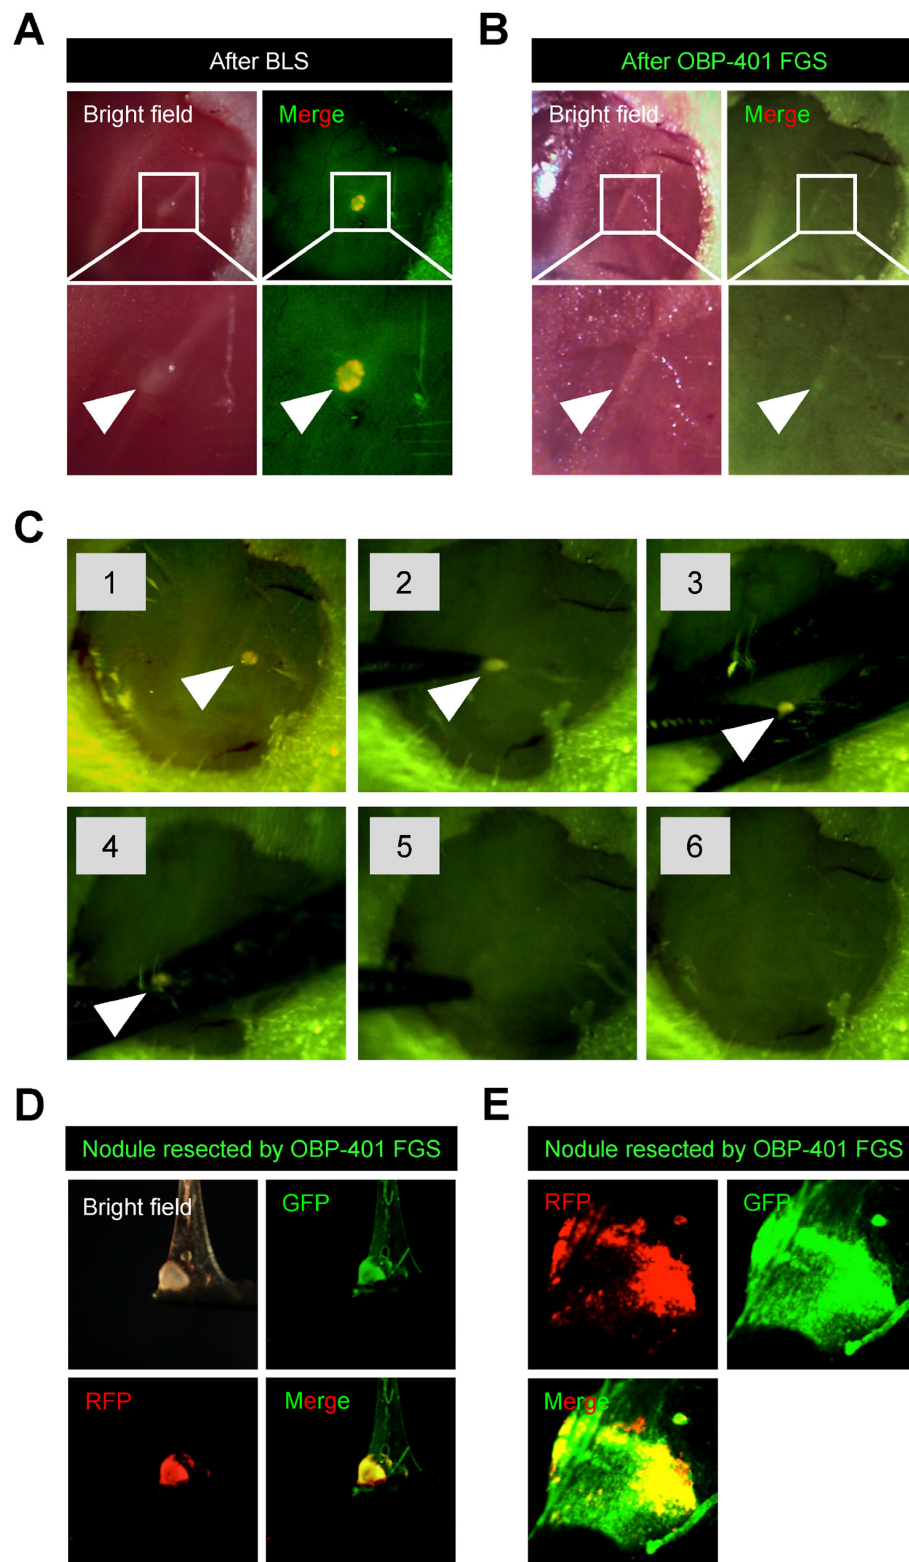 A
After BLS
Bright field
Merge
B
After OBP-401 FGS
Bright field
Merge
C
1
2
3
4
5
6
D
Nodule resected by OBP-401 FGS
Bright field
GFP
RFP
Merge
E
Nodule resected by OBP-401 FGS
RFP
GFP
Merge